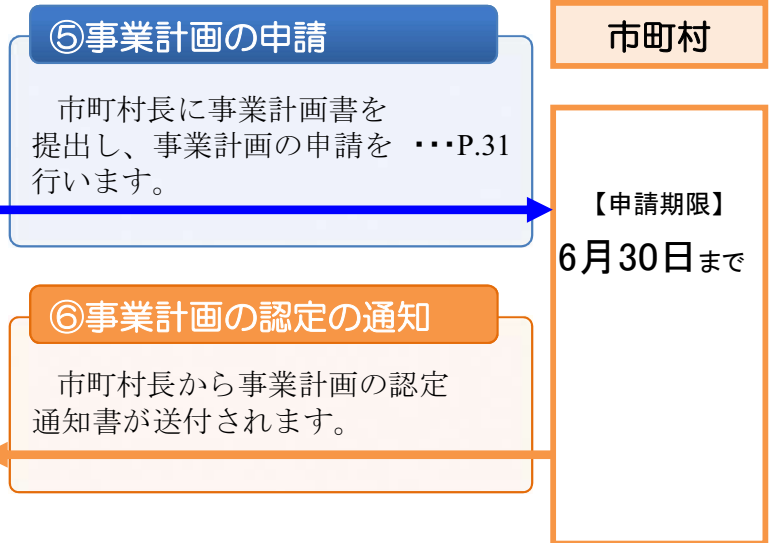 ⑤事業計画の申請
市町村長に事業計画書を
提出し、事業計画の申請を ・・・P.31
行います。
市町村
【申請期限】
6月30日まで
⑥事業計画の認定の通知
市町村長から事業計画の認定
通知書が送付されます。